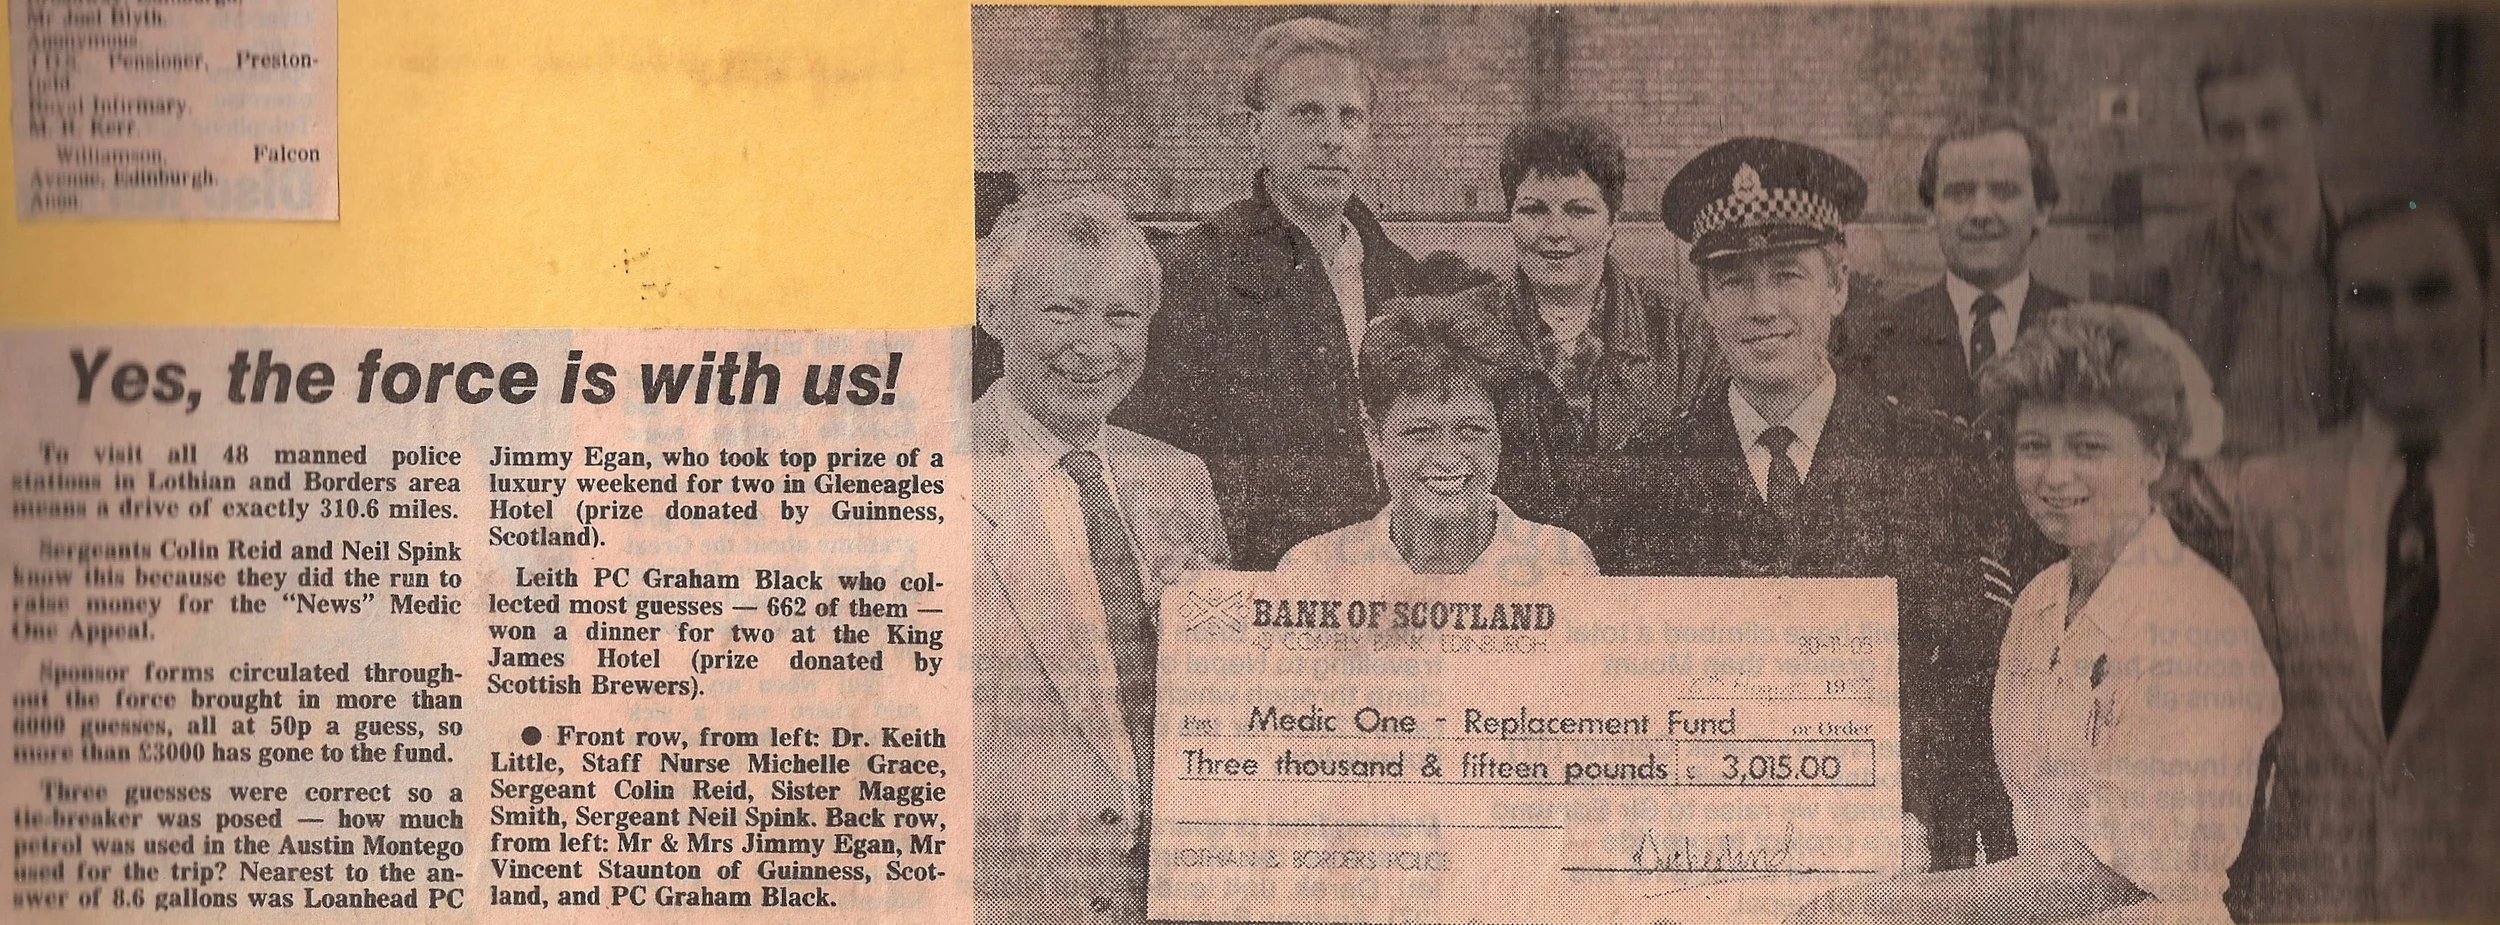 Mr Joel Blyth.
Anonymous.
Pensioner, Preston-
field.
Royal Infirmary.
M. H. Kerr.
Williamson, Falcon
Avenue, Edinburgh.
Anon.
Yes, the force is with us!
To visit all 48 manned police
stations in Lothian and Borders area
means a drive of exactly 310.6 miles.
Sergeants Colin Reid and Neil Spink
know this because they did the run to
raise money for the “News” Medic
One Appeal.
Sponsor forms circulated through-
out the force brought in more than
6000 guesses, all at 50p a guess, so
more than £3000 has gone to the fund.
Three guesses were correct so a
tie-breaker was posed — how much
petrol was used in the Austin Montego
used for the trip? Nearest to the an-
swer of 8.6 gallons was Loanhead PC
Jimmy Egan, who took top prize of a
luxury weekend for two in Gleneagles
Hotel (prize donated by Guinness,
Scotland).
Leith PC Graham Black who col-
lected most guesses — 662 of them —
won a dinner for two at the King
James Hotel (prize donated by
Scottish Brewers).
● Front row, from left: Dr. Keith
Little, Staff Nurse Michelle Grace,
Sergeant Colin Reid, Sister Maggie
Smith, Sergeant Neil Spink. Back row,
from left: Mr & Mrs Jimmy Egan, Mr
Vincent Staunton of Guinness, Scot-
land, and PC Graham Black.
BANK OF SCOTLAND
80-11-05
19
Medic One - Replacement Fund or Order
Three thousand & fifteen pounds £ 3,015.00
LOTHIAN & BORDERS POLICE